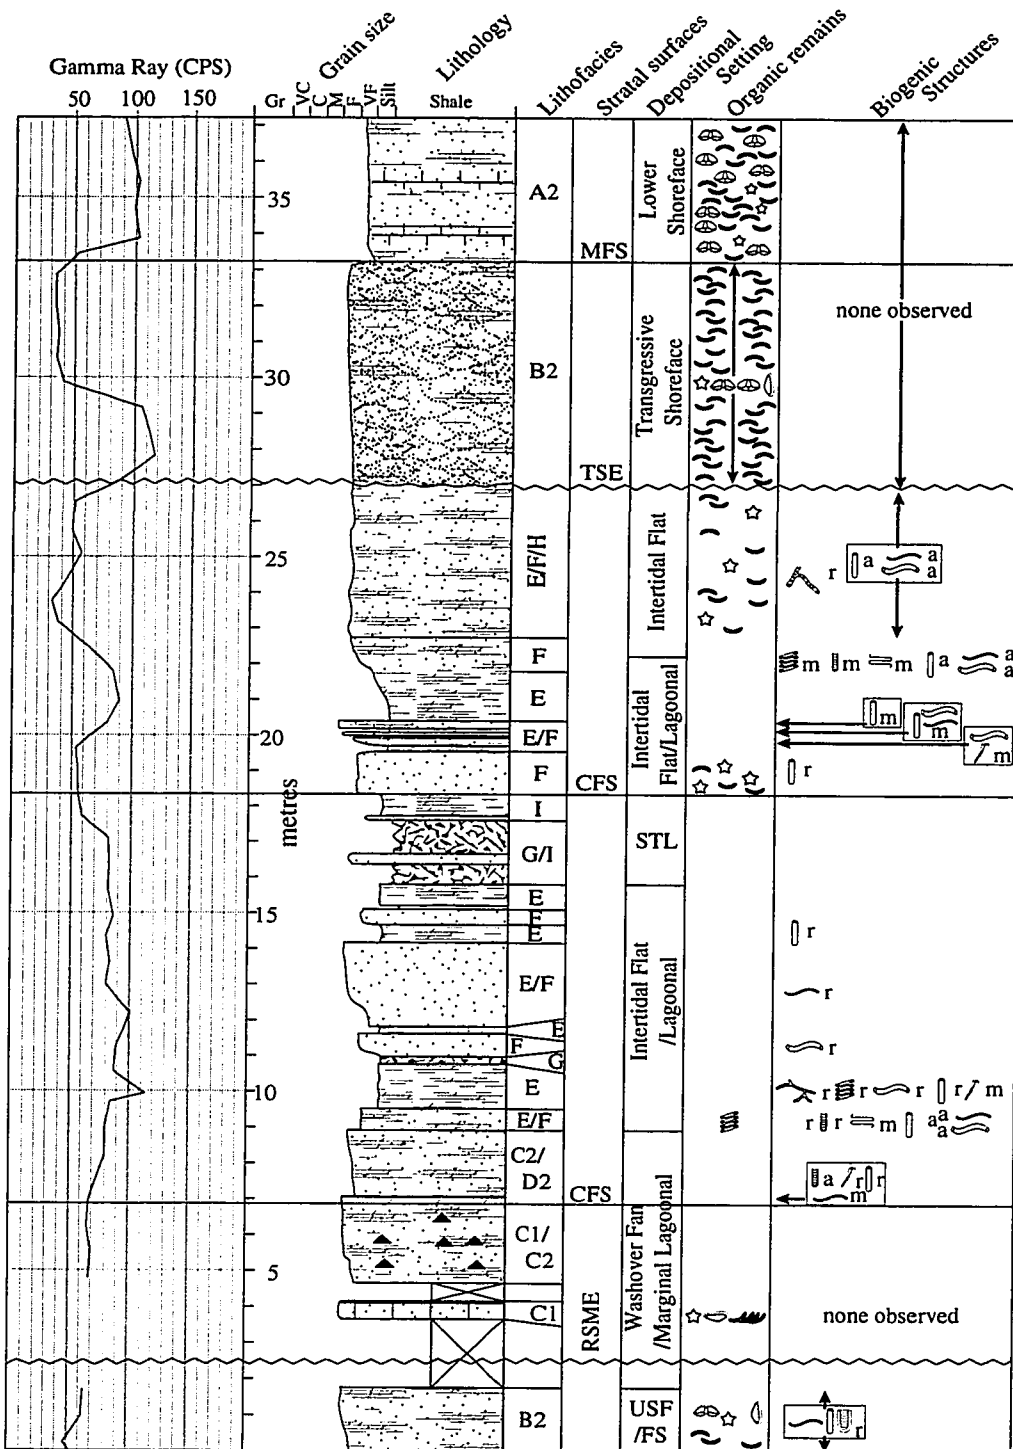 Gamma Ray (CPS)
50 100 150
Grain size
Lithology
Lithofacies
Stratal surfaces
Depositional
Setting
Organic remains
Biogenic
Structures
Gr VC C M F VF Silt Shale
metres
35
30
25
20
15
10
5
A2
B2
E/F/H
F
E
E/F
F
I
G/I
E
E
E
E/F
E
F
G
E
E/F
C2/
D2
C1/
C2
C1
B2
MFS
TSE
CFS
CFS
RSME
Lower
Shoreface
Transgressive
Shoreface
Intertidal Flat
Intertidal
Flat/Lagoonal
STL
Intertidal Flat
/Lagoonal
Washover Fan
/Marginal Lagoonal
USF
/FS
none observed
r
a a
a
m m m a a
a
m
m
m
r
r
r
r
r r r r m
r r m a a
a
a r r
m
none observed
r